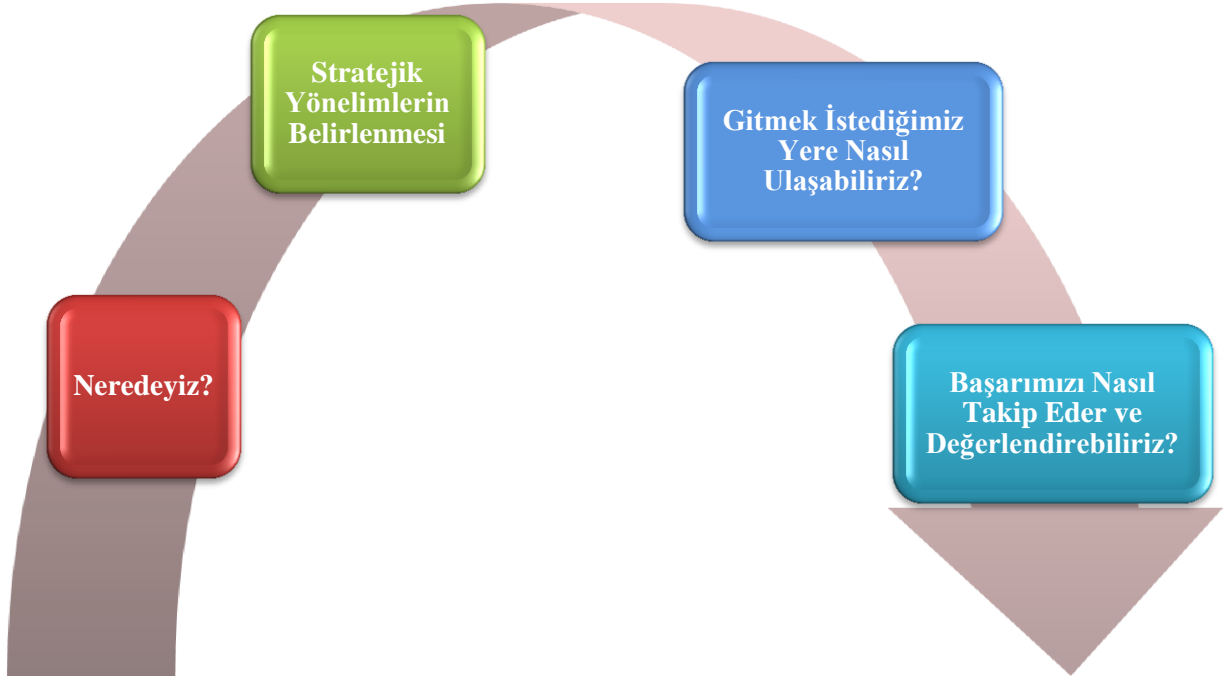 Neredeyiz?
Stratejik
Yönelimlerin
Belirlenmesi
Gitmek İstediğimiz
Yere Nasıl
Ulaşabiliriz?
Başarımızı Nasıl
Takip Eder ve
Değerlendirebiliriz?